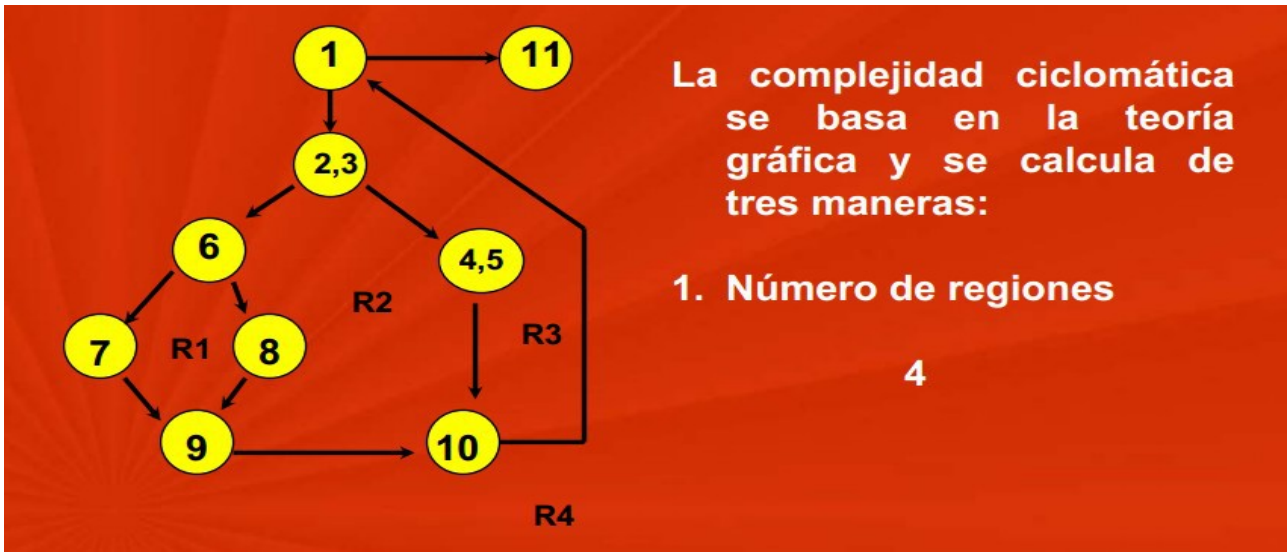 1
11
2,3
6
4,5
R2
R3
7
R1
8
9
10
R4
La complejidad ciclomática
se basa en la teoría
gráfica y se calcula de
tres maneras:
1. Número de regiones
4